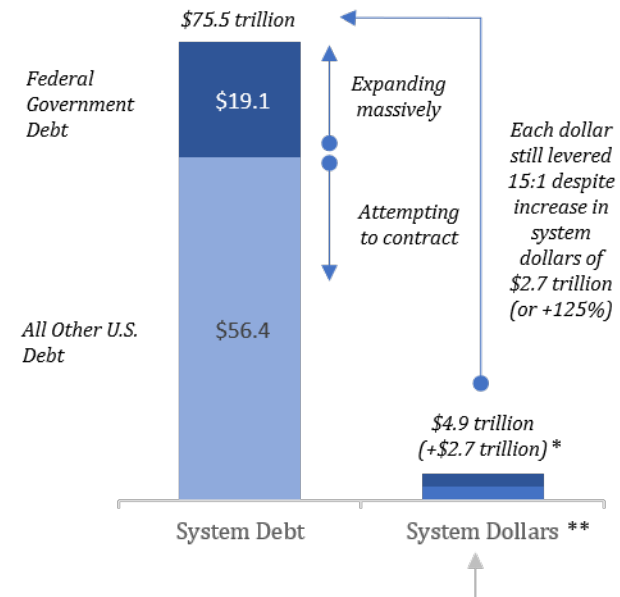 $75.5 trillion
Federal
Government
Debt
$19.1
Expanding
massively
Each dollar
still levered
15:1 despite
increase in
system
dollars of
$2.7 trillion
(or +125%)
Attempting
to contract
All Other U.S.
Debt
$56.4
$4.9 trillion
(+$2.7 trillion) *
System Debt
System Dollars **